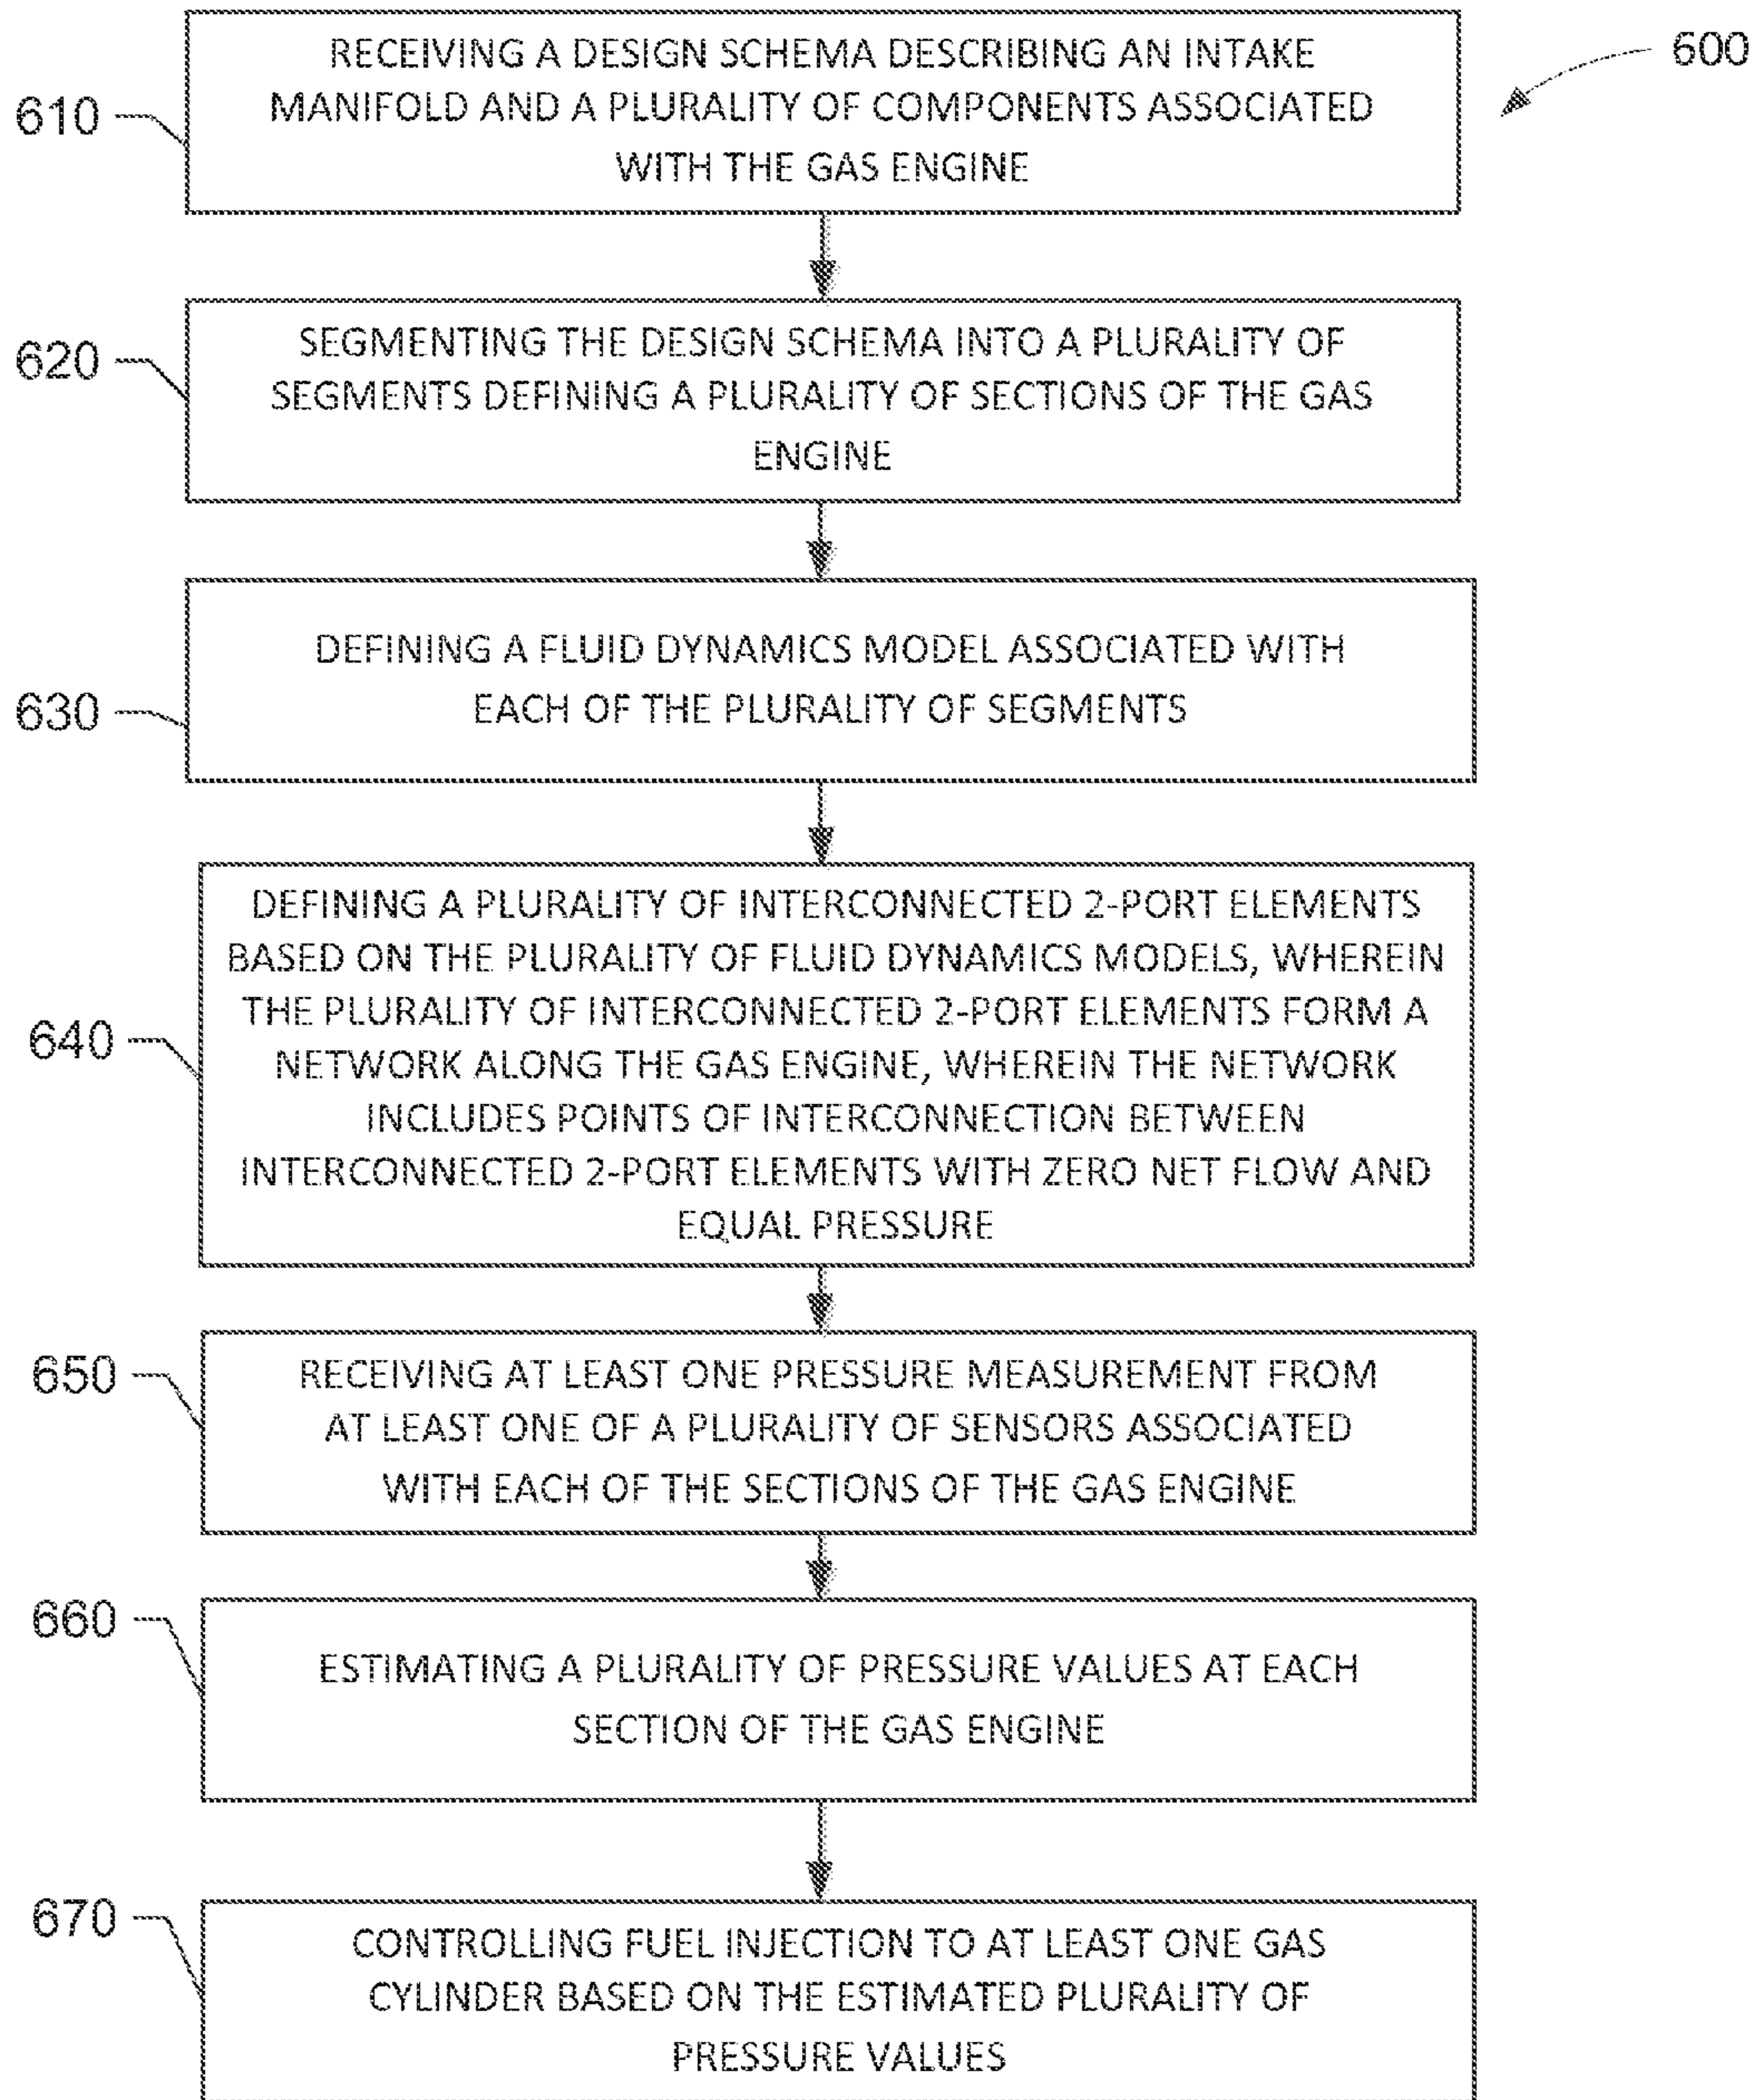 600
610
RECEIVING A DESIGN SCHEMA DESCRIBING AN INTAKE
MANIFOLD AND A PLURALITY OF COMPONENTS ASSOCIATED
WITH THE GAS ENGINE
620
SEGMENTING THE DESIGN SCHEMA INTO A PLURALITY OF
SEGMENTS DEFINING A PLURALITY OF SECTIONS OF THE GAS
ENGINE
630
DEFINING A FLUID DYNAMICS MODEL ASSOCIATED WITH
EACH OF THE PLURALITY OF SEGMENTS
640
DEFINING A PLURALITY OF INTERCONNECTED 2-PORT ELEMENTS
BASED ON THE PLURALITY OF FLUID DYNAMICS MODELS, WHEREIN
THE PLURALITY OF INTERCONNECTED 2-PORT ELEMENTS FORM A
NETWORK ALONG THE GAS ENGINE, WHEREIN THE NETWORK
INCLUDES POINTS OF INTERCONNECTION BETWEEN
INTERCONNECTED 2-PORT ELEMENTS WITH ZERO NET FLOW AND
EQUAL PRESSURE
650
RECEIVING AT LEAST ONE PRESSURE MEASUREMENT FROM
AT LEAST ONE OF A PLURALITY OF SENSORS ASSOCIATED
WITH EACH OF THE SECTIONS OF THE GAS ENGINE
660
ESTIMATING A PLURALITY OF PRESSURE VALUES AT EACH
SECTION OF THE GAS ENGINE
670
CONTROLLING FUEL INJECTION TO AT LEAST ONE GAS
CYLINDER BASED ON THE ESTIMATED PLURALITY OF
PRESSURE VALUES